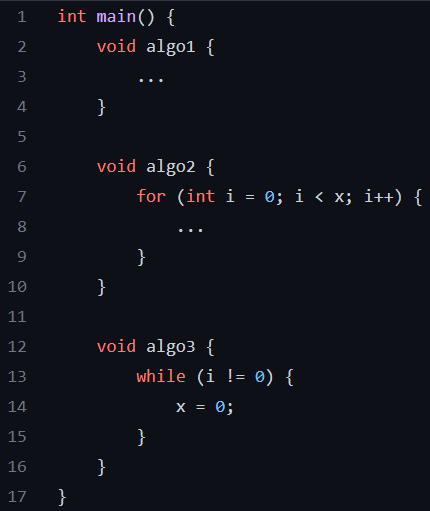 1 int main() {
2 void algo1 {
3 ...
4 }
5
6 void algo2 {
7 for (int i = 0; i < x; i++) {
8 ...
9 }
10 }
11
12 void algo3 {
13 while (i != 0) {
14 x = 0;
15 }
16 }
17 }